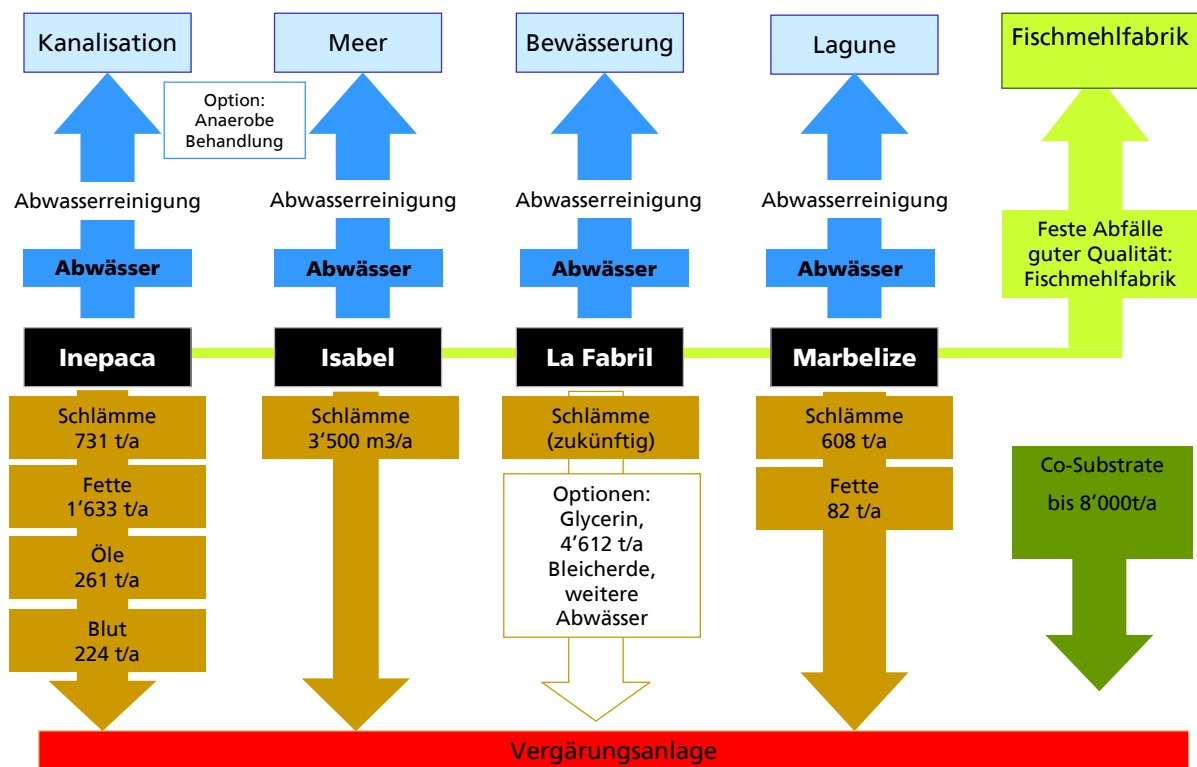 Kanalisation
Meer
Bewässerung
Lagune
Fischmehlfabrik
Option:
Anaerobe
Behandlung
Abwasserreinigung
Abwasserreinigung
Abwasserreinigung
Abwasserreinigung
Feste Abfälle
guter Qualität:
Fischmehlfabrik
Abwässer
Abwässer
Abwässer
Abwässer
Inepaca
Isabel
La Fabril
Marbelize
Schlämme
731 t/a
Fette
1‘633 t/a
Öle
261 t/a
Blut
224 t/a
Schlämme
3’500 m3/a
Schlämme
(zukünftig)
Optionen:
Glycerin,
4’612 t/a
Bleicherde,
weitere
Abwässer
Schlämme
608 t/a
Fette
82 t/a
Co-Substrate
bis 8’000t/a
Vergärungsanlage